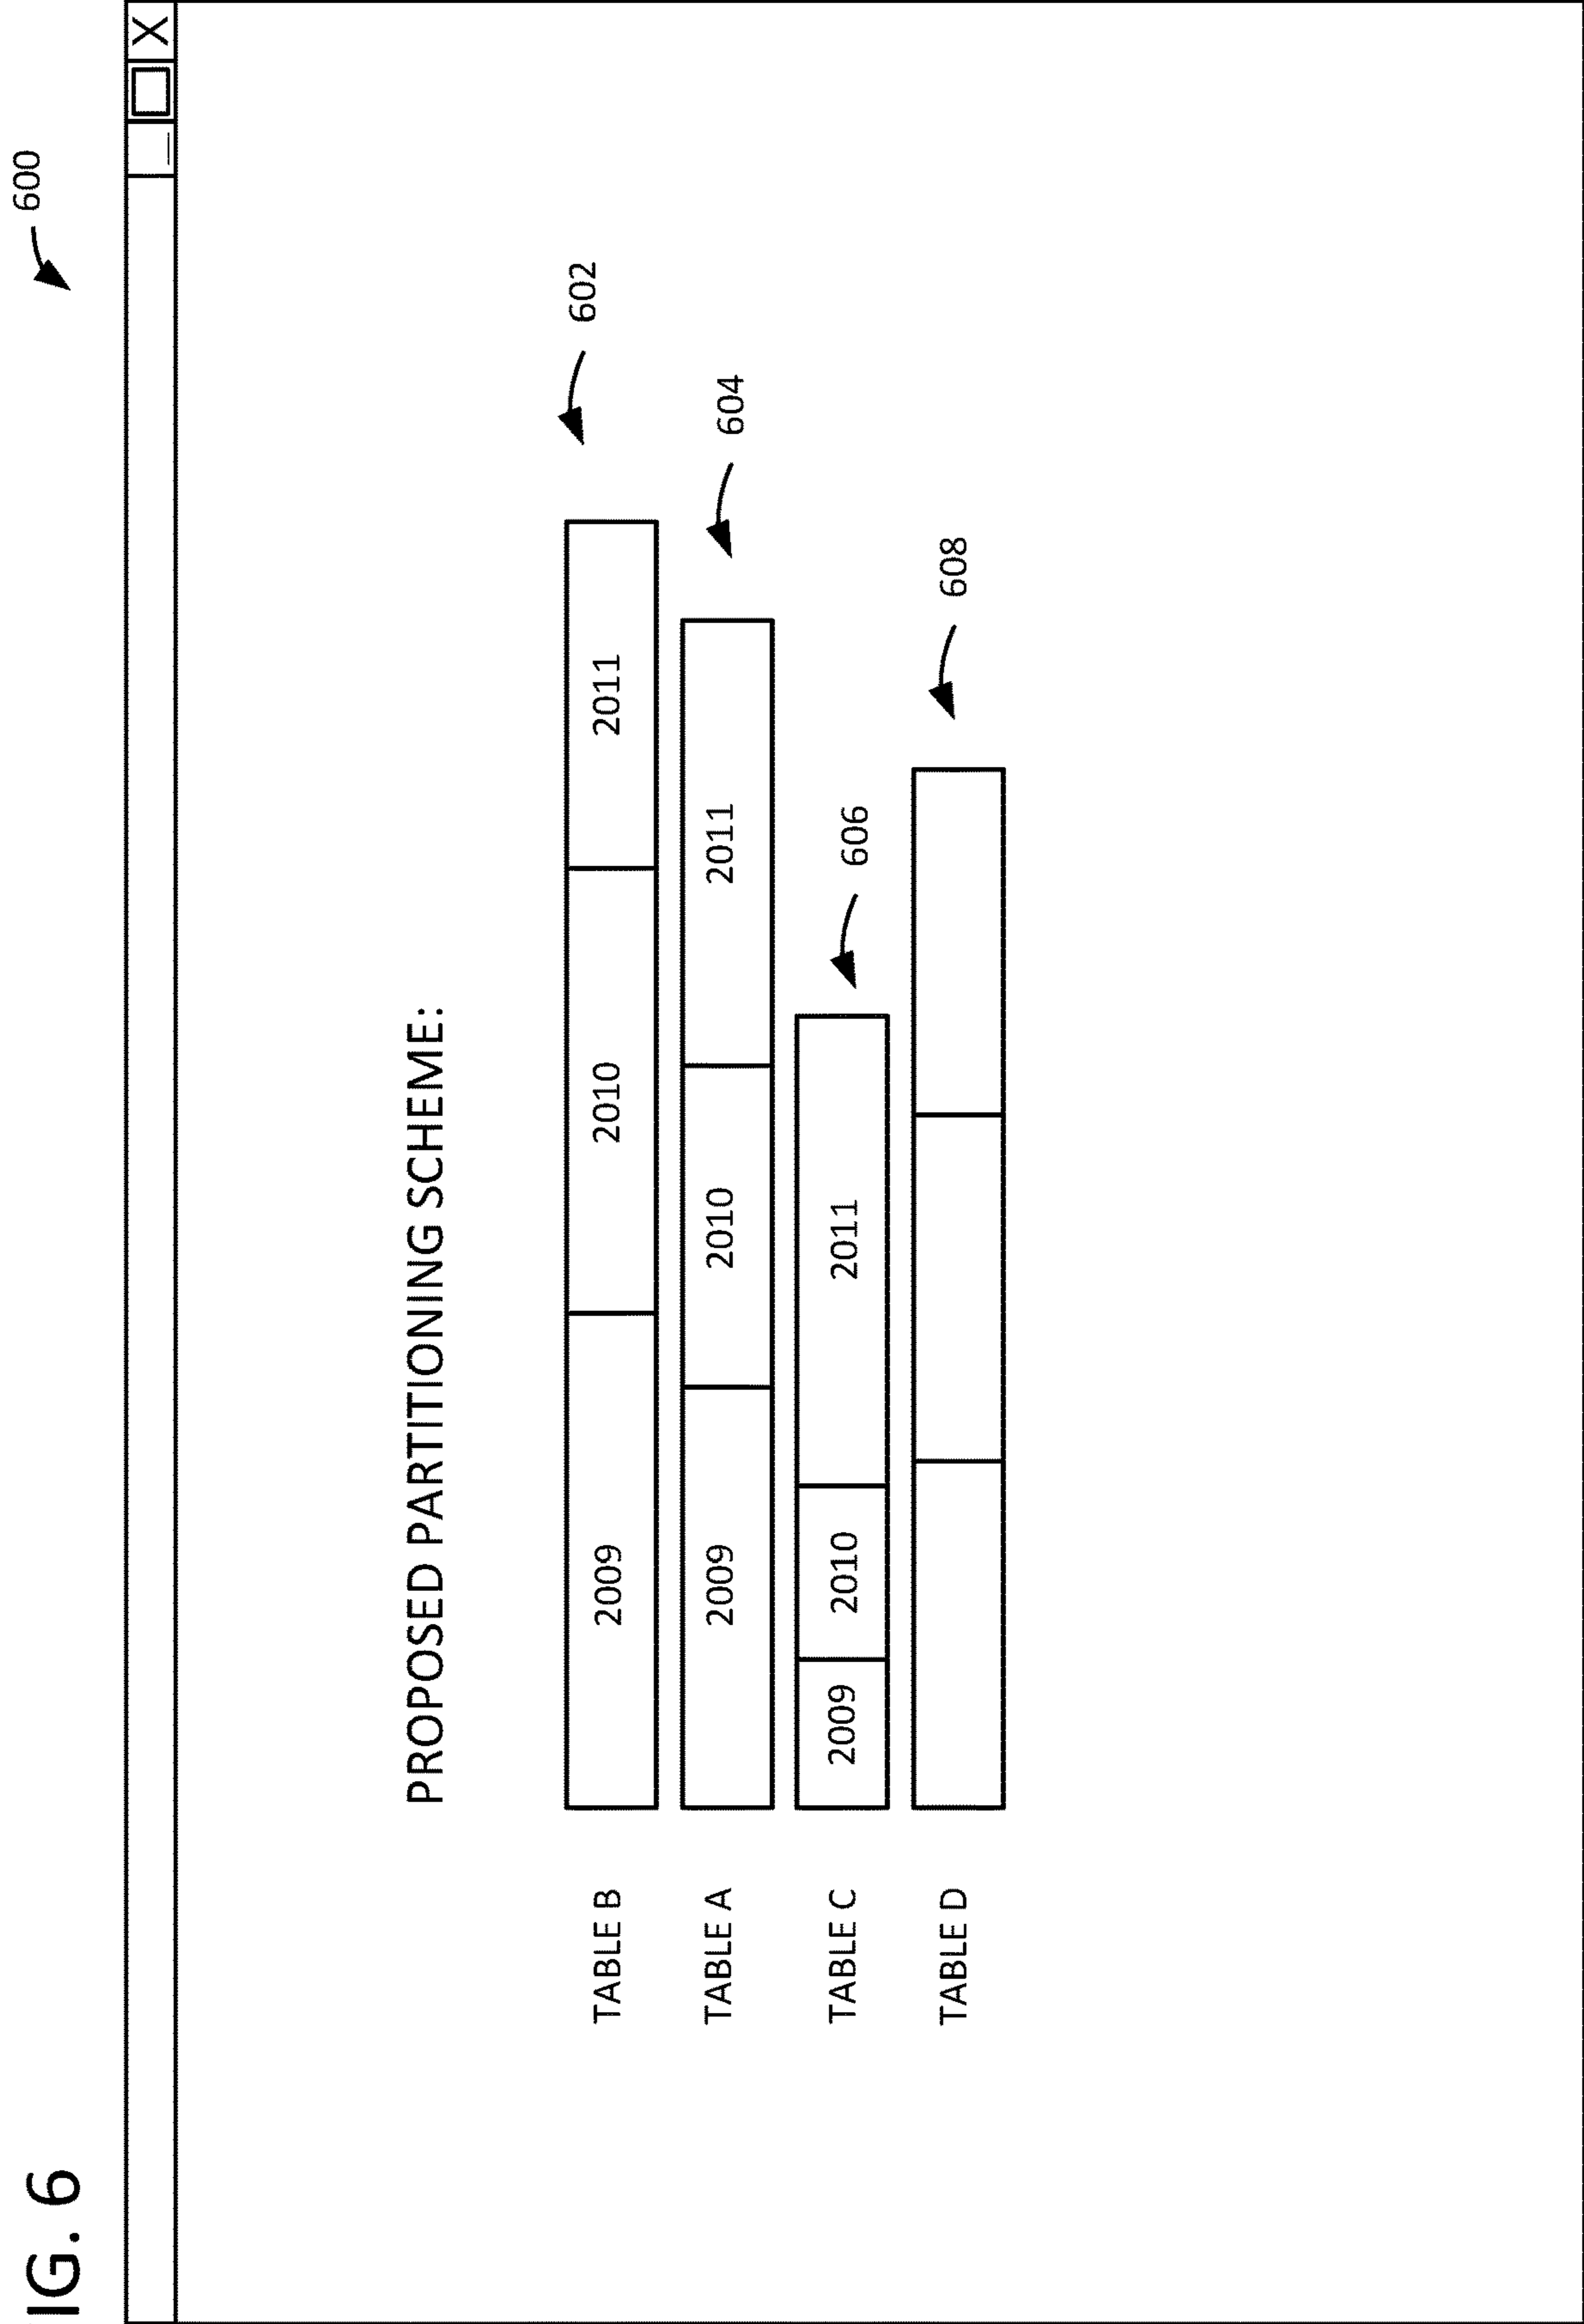 IG. 6
600
_ X
PROPOSED PARTITIONING SCHEME:
TABLE B 2009 2010 2011 602
TABLE A 2009 2010 2011 604
TABLE C 2009 2010 2011 606
TABLE D 608